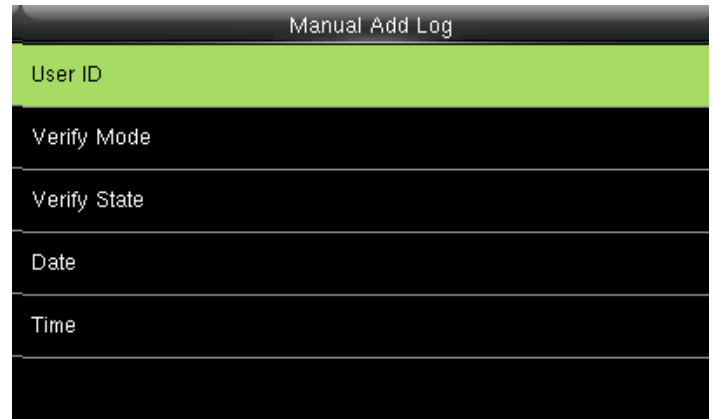 Manual Add Log
User ID
Verify Mode
Verify State
Date
Time